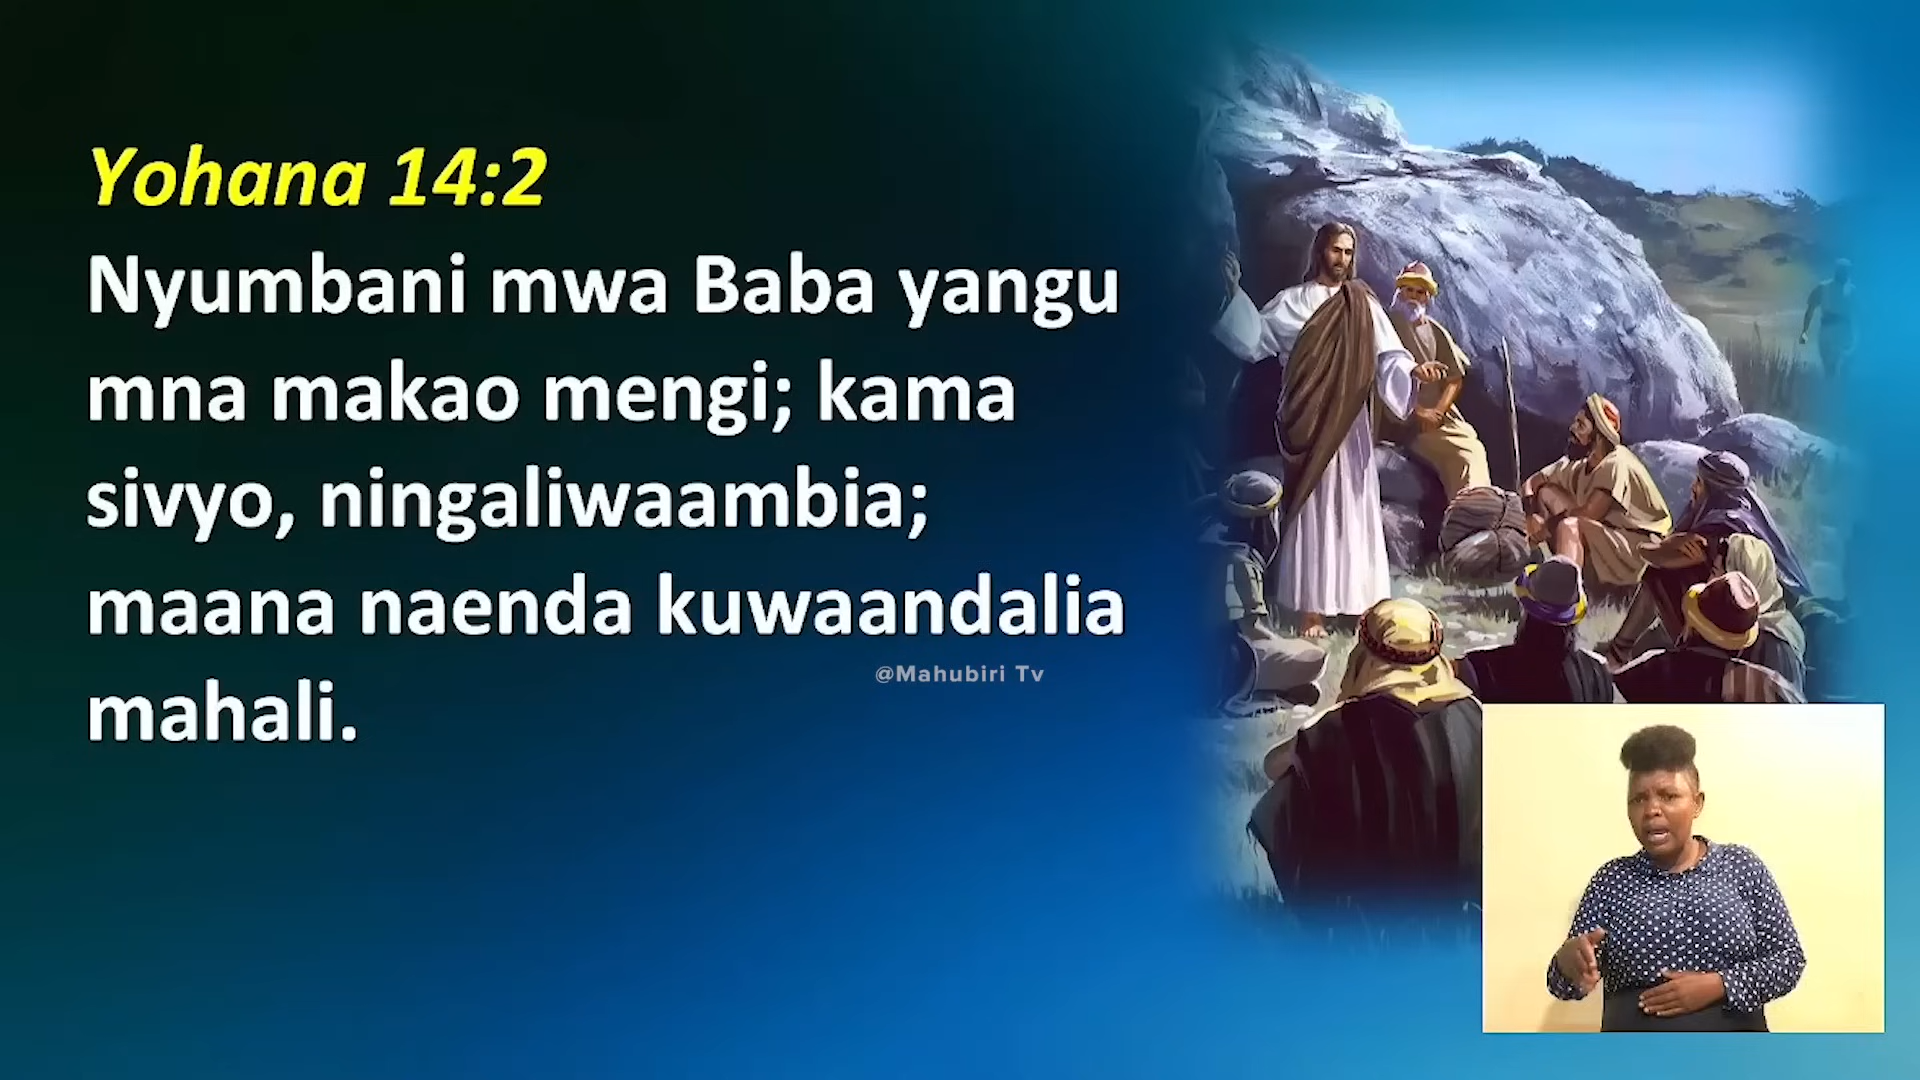 Yohana 14:2
Nyumbani mwa Baba yangu
mna makao mengi; kama
sivyo, ningaliwaambia;
maana naenda kuwaandalia
mahali.
@Mahubiri Tv